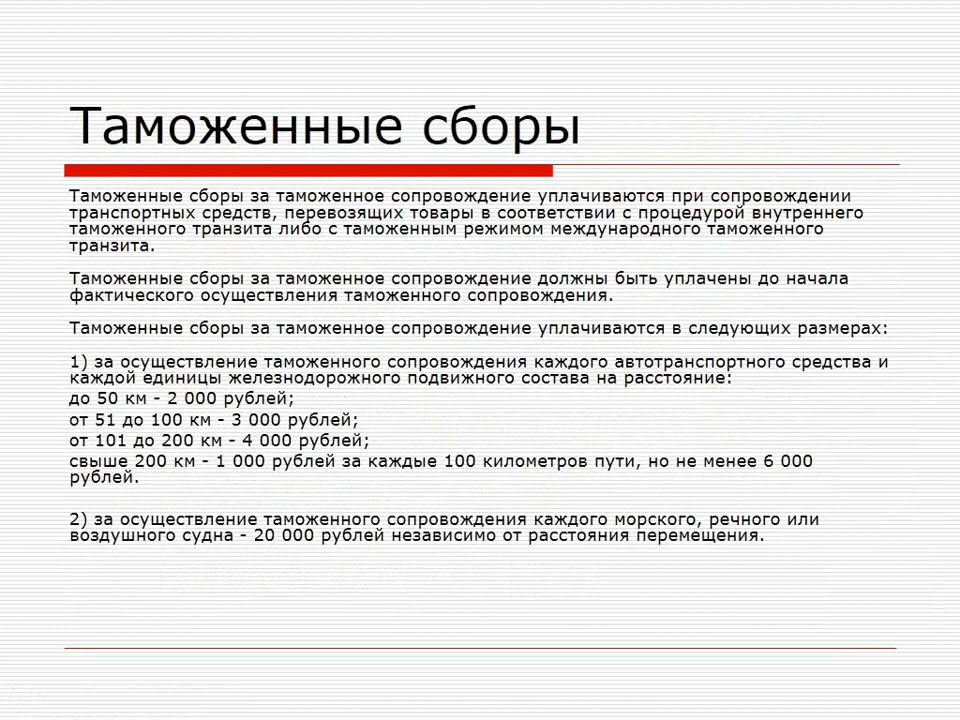 Таможенные сборы
Таможенные сборы за таможенное сопровождение уплачиваются при сопровождении
транспортных средств, перевозящих товары в соответствии с процедурой внутреннего
таможенного транзита либо с таможенным режимом международного таможенного
транзита.
Таможенные сборы за таможенное сопровождение должны быть уплачены до начала
фактического осуществления таможенного сопровождения.
Таможенные сборы за таможенное сопровождение уплачиваются в следующих размерах:
1) за осуществление таможенного сопровождения каждого автотранспортного средства и
каждой единицы железнодорожного подвижного состава на расстояние:
до 50 км - 2 000 рублей;
от 51 до 100 км - 3 000 рублей;
от 101 до 200 км - 4 000 рублей;
свыше 200 км - 1 000 рублей за каждые 100 километров пути, но не менее 6 000
рублей.
2) за осуществление таможенного сопровождения каждого морского, речного или
воздушного судна - 20 000 рублей независимо от расстояния перемещения.